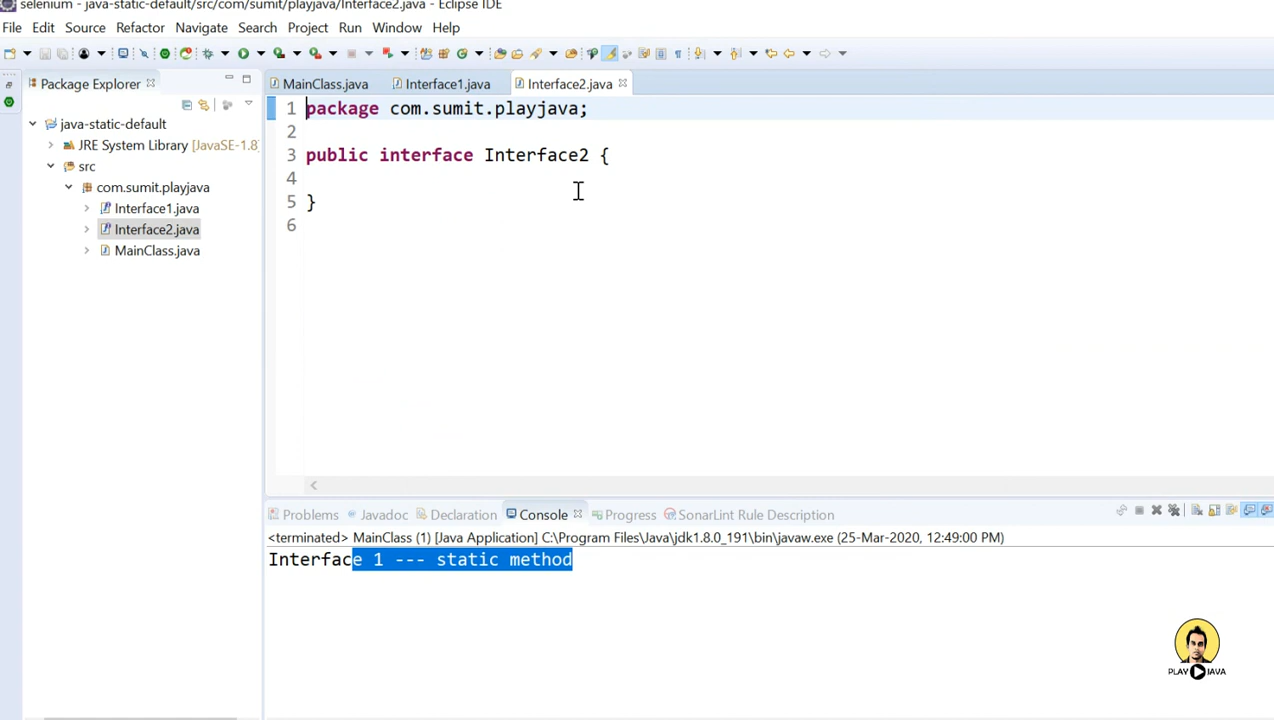 selenium - java-static-default/src/com/sumit/playjava/Interface2.java - Eclipse IDE
File Edit Source Refactor Navigate Search Project Run Window Help
Package Explorer
MainClass.java Interface1.java Interface2.java
java-static-default
JRE System Library [JavaSE-1.8]
src
com.sumit.playjava
Interface1.java
Interface2.java
MainClass.java
1 package com.sumit.playjava;
2
3 public interface Interface2 {
4
5 }
6
Problems Javadoc Declaration Console Progress SonarLint Rule Description
<terminated> MainClass (1) [Java Application] C:\Program Files\Java\jdk1.8.0_191\bin\javaw.exe (25-Mar-2020, 12:49:00 PM)
Interface 1 --- static method
PLAY JAVA